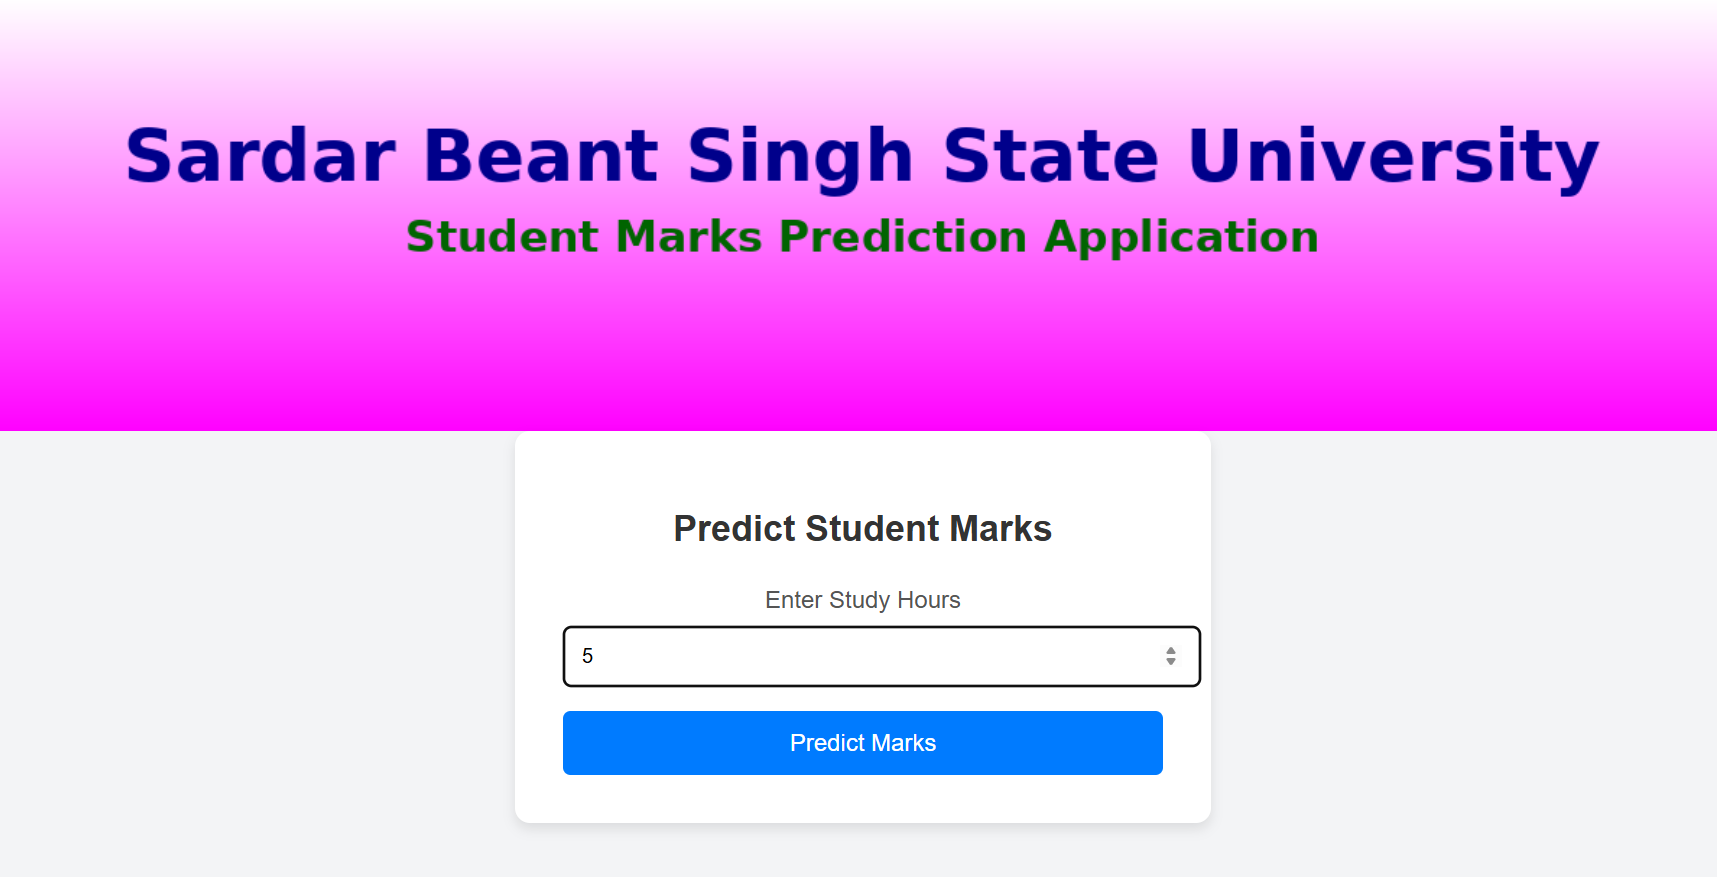 Sardar Beant Singh State University
Student Marks Prediction Application
Predict Student Marks
Enter Study Hours
5
Predict Marks